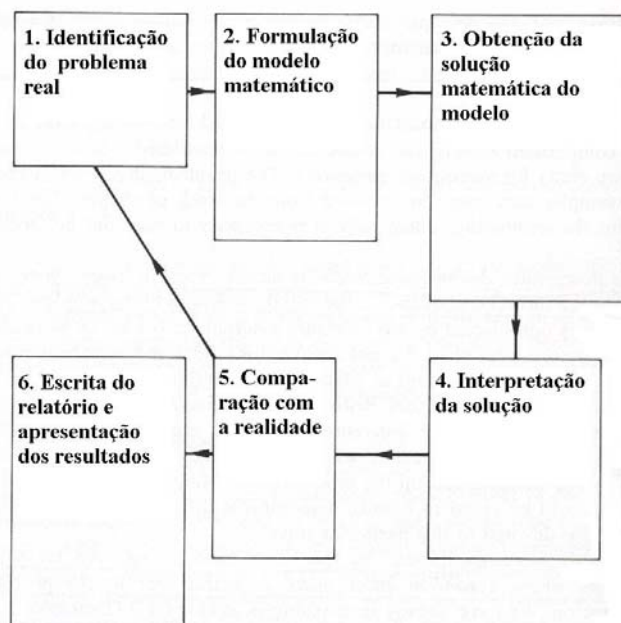 1. Identificação
do problema
real
2. Formulação
do modelo
matemático
3. Obtenção da
solução
matemática do
modelo
4. Interpretação
da solução
5. Compa-
ração com
a realidade
6. Escrita do
relatório e
apresentação
dos resultados